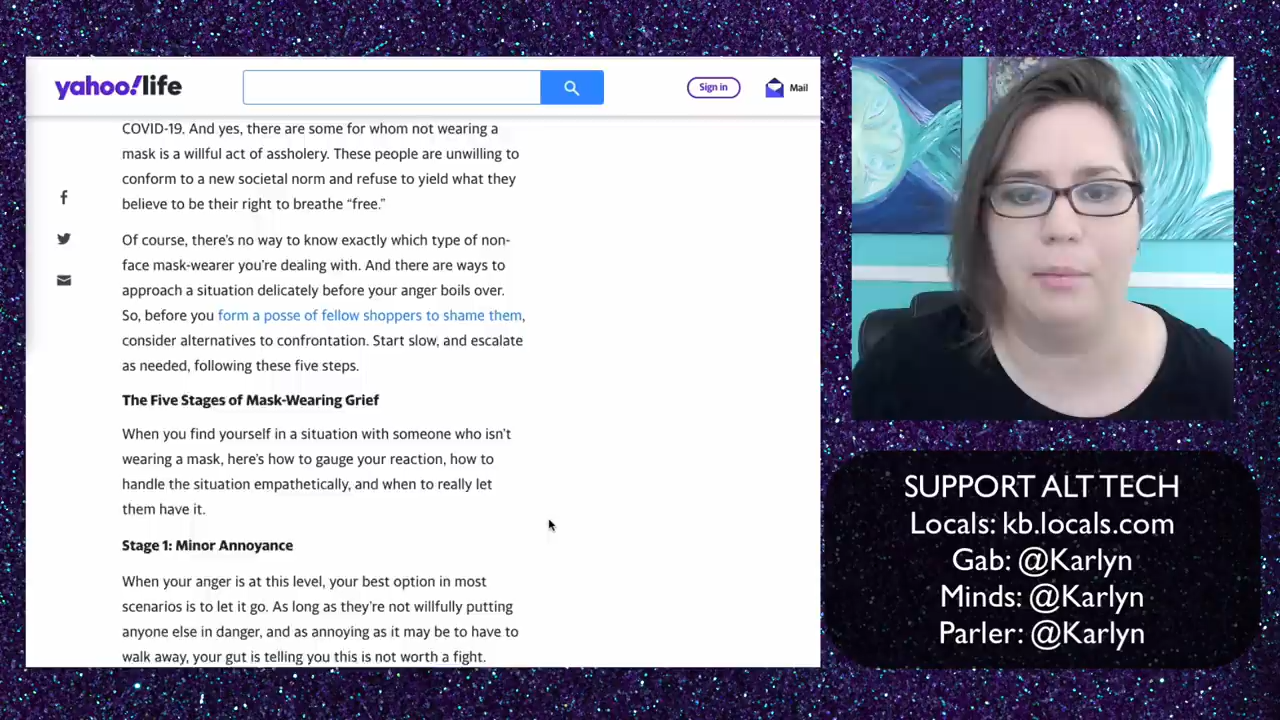 yahoo!life
Sign in
Mail
COVID-19. And yes, there are some for whom not wearing a
mask is a willful act of assholery. These people are unwilling to
conform to a new societal norm and refuse to yield what they
believe to be their right to breathe “free.”
Of course, there’s no way to know exactly which type of non-
face mask-wearer you’re dealing with. And there are ways to
approach a situation delicately before your anger boils over.
So, before you form a posse of fellow shoppers to shame them,
consider alternatives to confrontation. Start slow, and escalate
as needed, following these five steps.
The Five Stages of Mask-Wearing Grief
When you find yourself in a situation with someone who isn’t
wearing a mask, here’s how to gauge your reaction, how to
handle the situation empathetically, and when to really let
them have it.
Stage 1: Minor Annoyance
When your anger is at this level, your best option in most
scenarios is to let it go. As long as they’re not willfully putting
anyone else in danger, and as annoying as it may be to have to
walk away, your gut is telling you this is not worth a fight.
SUPPORT ALT TECH
Locals: kb.locals.com
Gab: @Karlyn
Minds: @Karlyn
Parler: @Karlyn